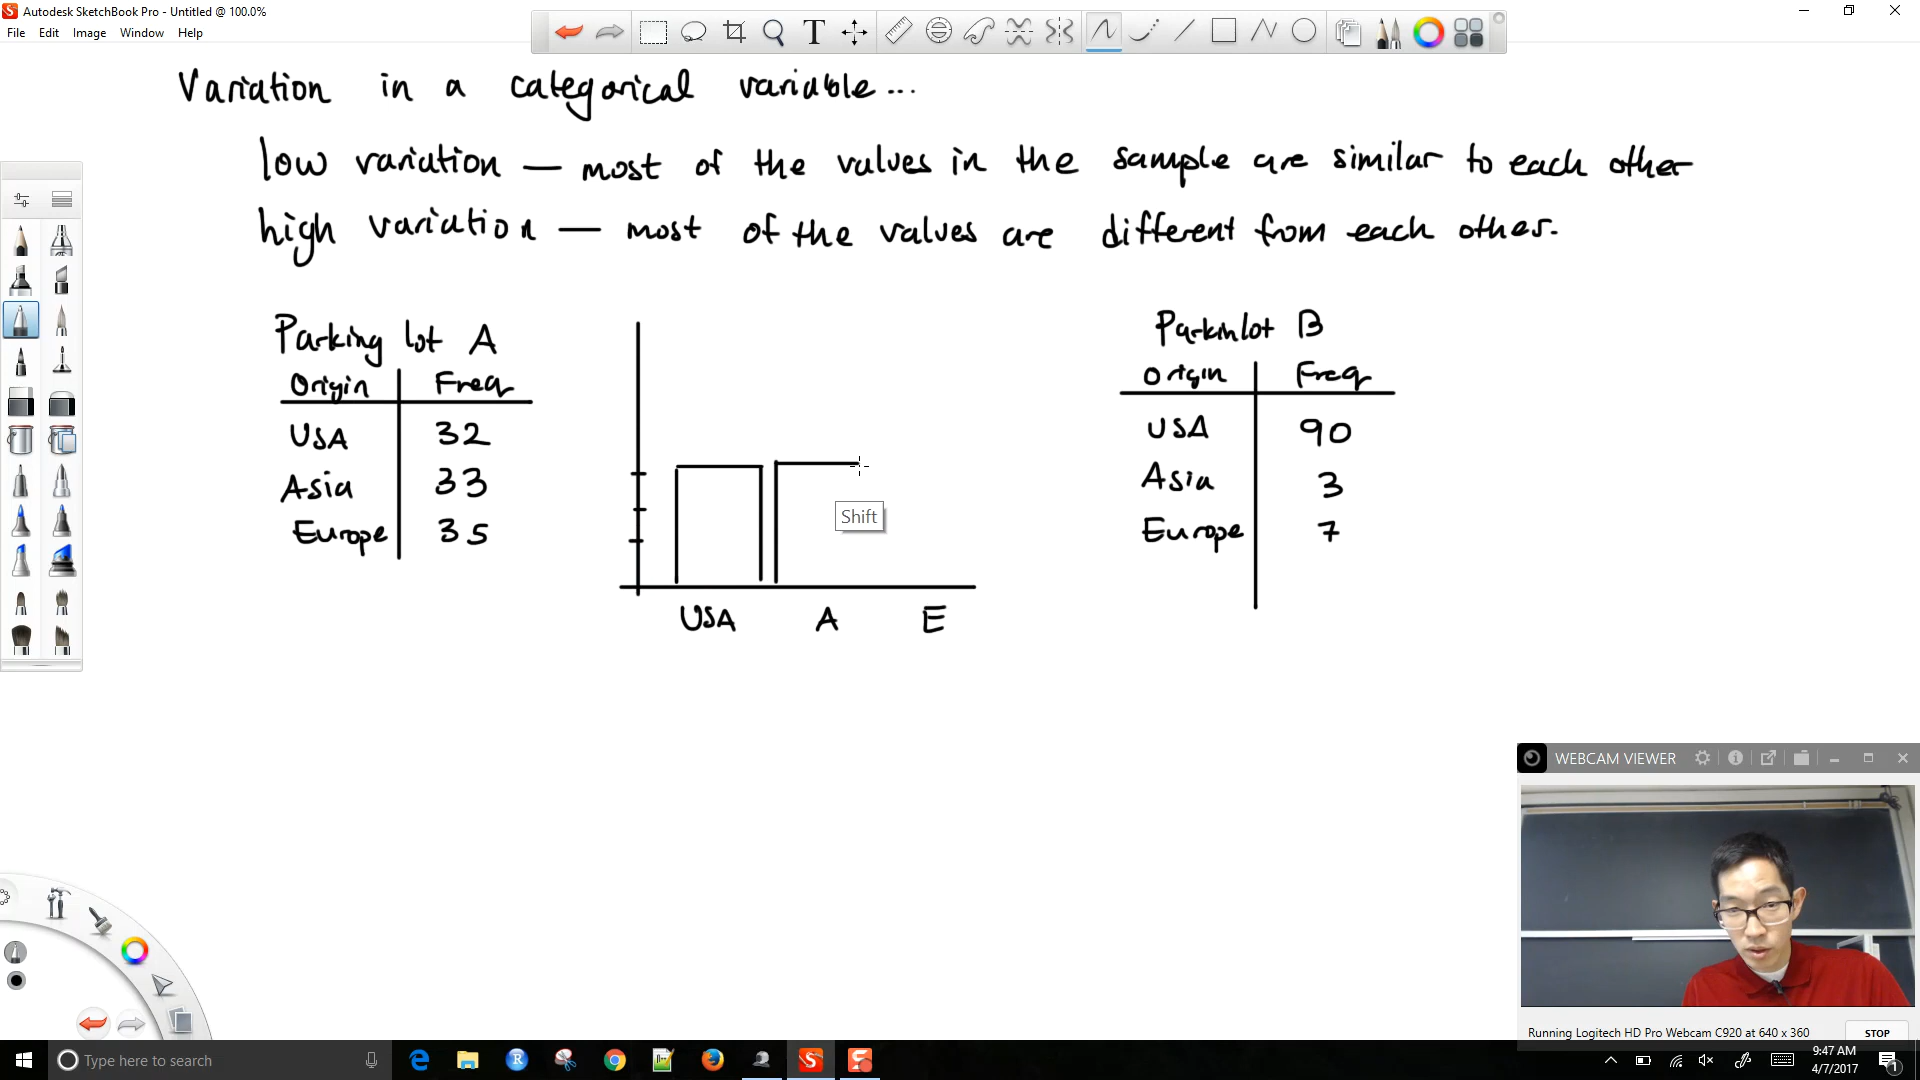 Autodesk SketchBook Pro - Untitled @ 100.0%
File Edit Image Window Help
T
Variation in a categorical variable...
low variation — most of the values in the sample are similar to each other
high variation — most of the values are different from each other.
Parking lot A
Origin Freq
USA 32
Asia 33
Europe 35
USA A E
Shift
Parkinlot B
Origin Freq
USA 90
Asia 3
Europe 7
WEBCAM VIEWER
Running Logitech HD Pro Webcam C920 at 640 x 360
STOP
Type here to search
9:47 AM
4/7/2017
1